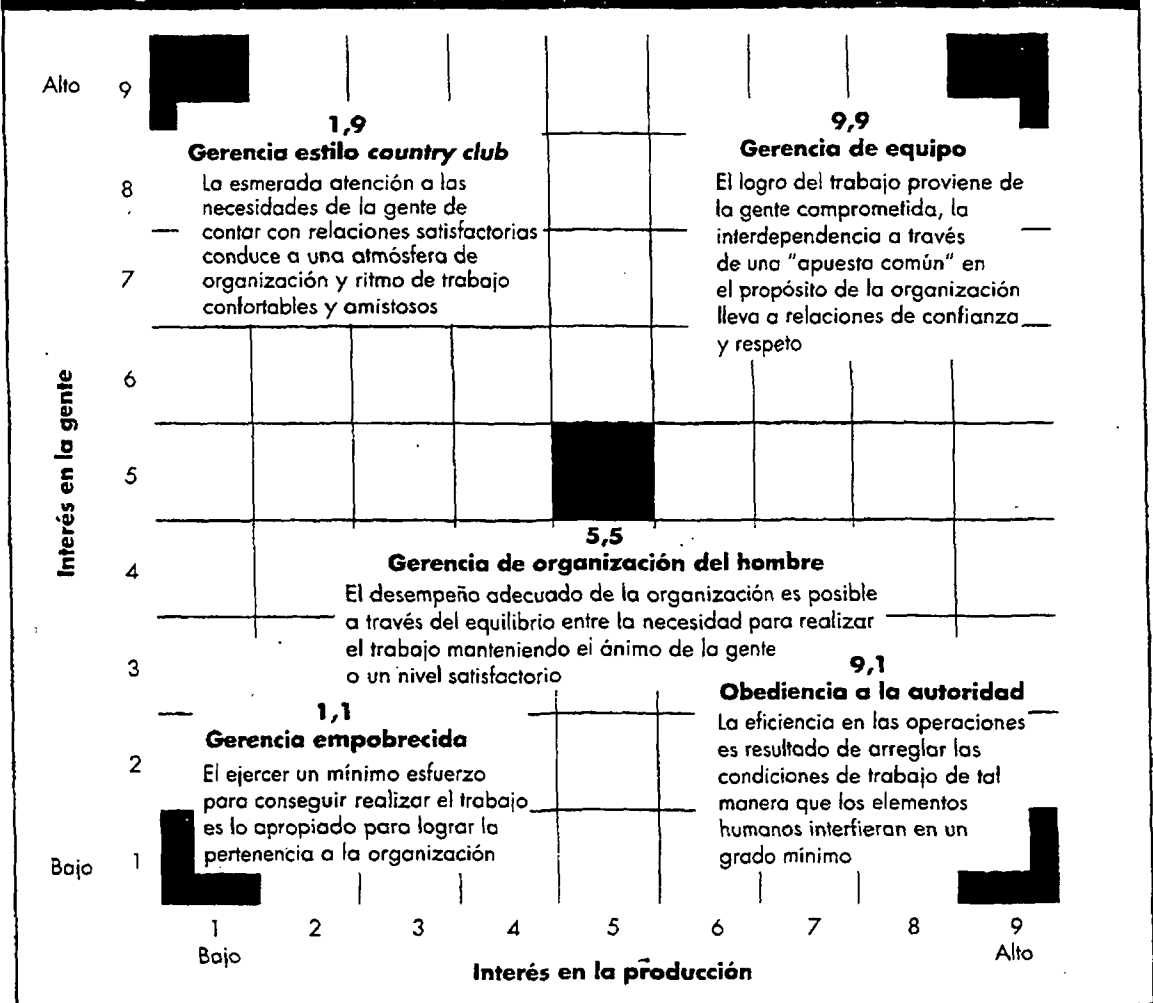 Alto
9
1,9
Gerencia estilo country club
La esmerada atención a las
necesidades de la gente de
contar con relaciones satisfactorias
conduce a una atmósfera de
organización y ritmo de trabajo
confortables y amistosos
9,9
Gerencia de equipo
El logro del trabajo proviene de
la gente comprometida, la
interdependencia a través
de una "apuesta común" en
el propósito de la organización
lleva a relaciones de confianza
y respeto
8
7
6
Interés en la gente
5
4
5,5
Gerencia de organización del hombre
El desempeño adecuado de la organización es posible
a través del equilibrio entre la necesidad para realizar
el trabajo manteniendo el ánimo de la gente
o un nivel satisfactorio
3
2
1,1
Gerencia empobrecida
El ejercer un mínimo esfuerzo
para conseguir realizar el trabajo
es lo apropiado para lograr la
pertenencia a la organización
9,1
Obediencia a la autoridad
La eficiencia en las operaciones
es resultado de arreglar las
condiciones de trabajo de tal
manera que los elementos
humanos interfieran en un
grado mínimo
Bajo
1
1 2 3 4 5 6 7 8 9
Bajo Alto
Interés en la producción